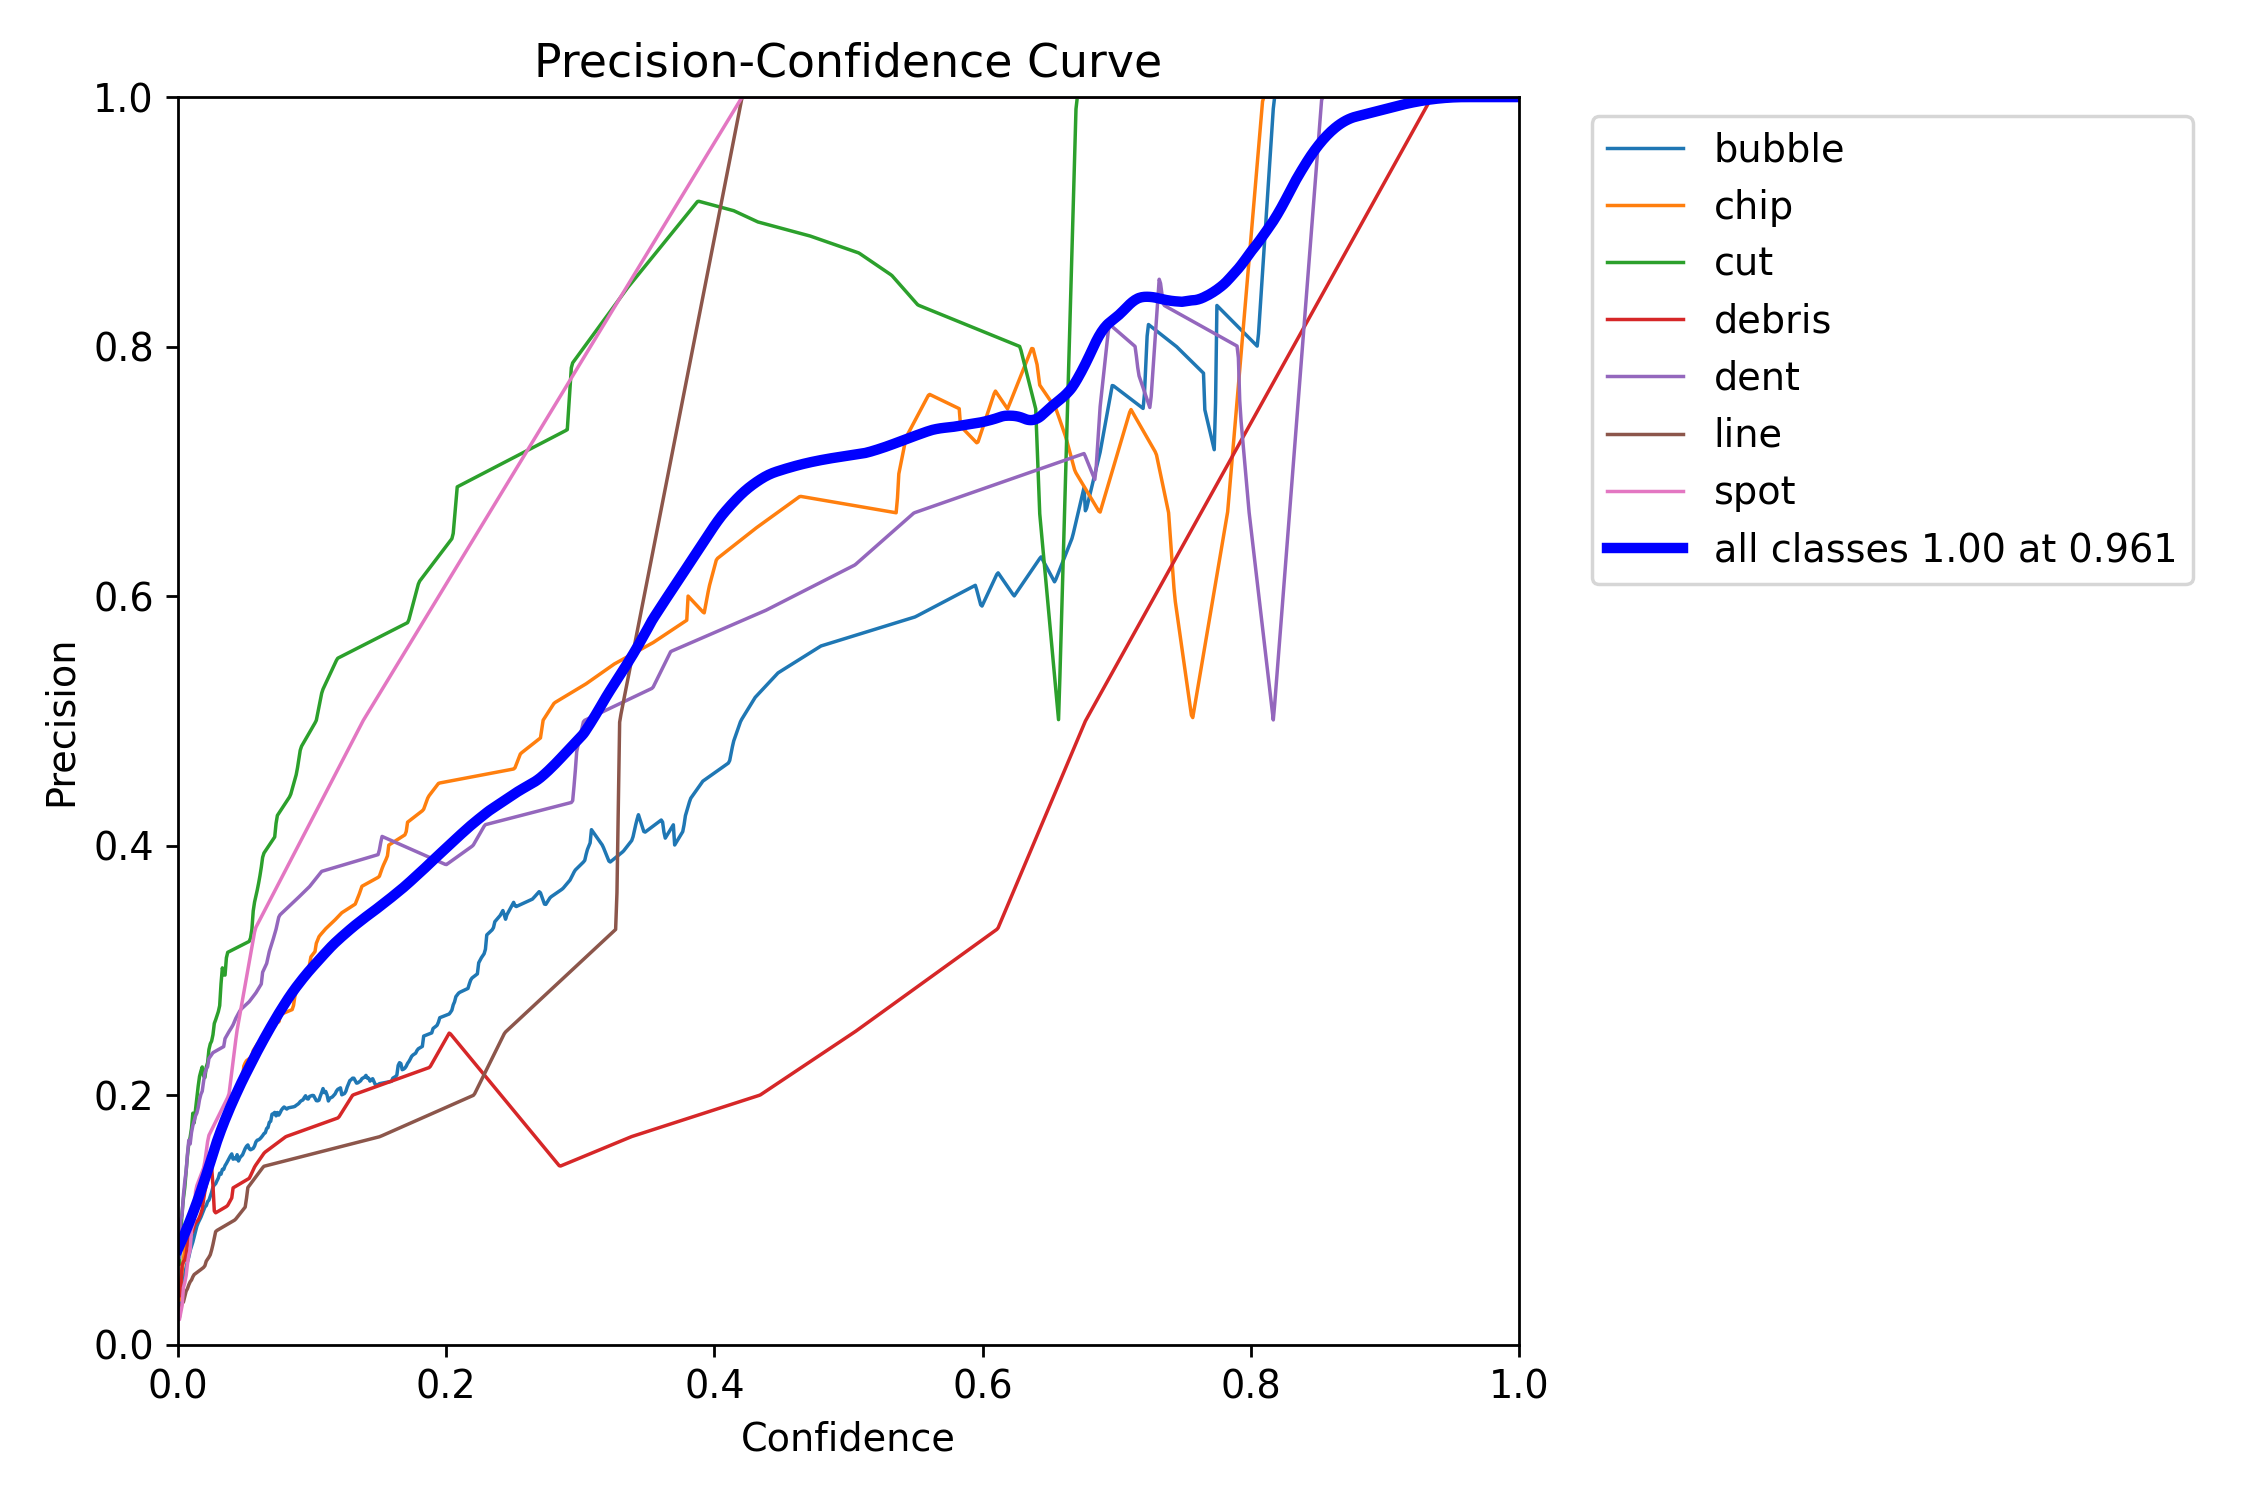 Precision-Confidence Curve
1.0
0.8
0.6
0.4
0.2
0.0
Precision
0.0 0.2 0.4 0.6 0.8 1.0
Confidence
bubble
chip
cut
debris
dent
line
spot
all classes 1.00 at 0.961